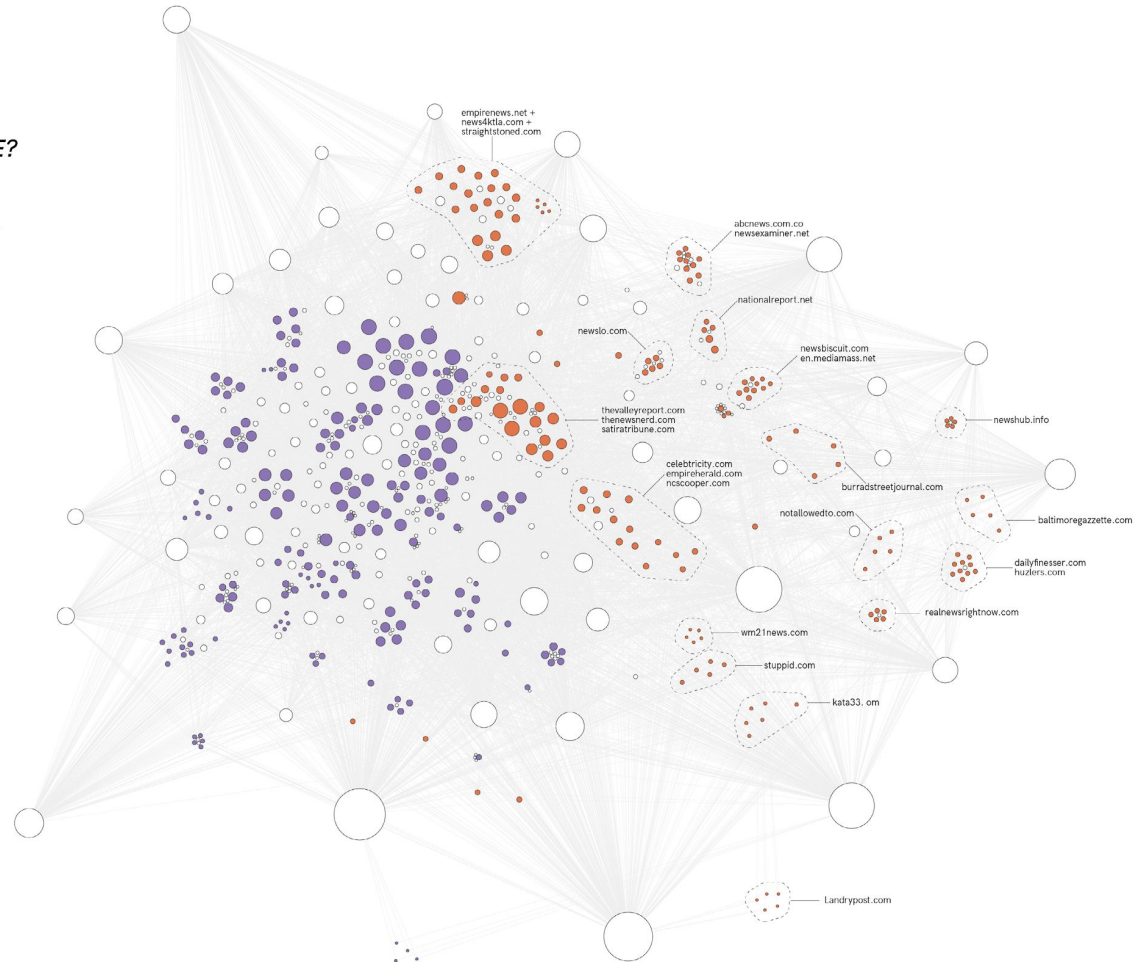 E?
empirenews.net +
news4ktla.com +
straightstoned.com
abcnews.com.co
newsexaminer.net
nationalreport.net
newslo.com
newsbiscuit.com
en.mediamass.net
thevalleyreport.com
thenewsnerd.com
satiratribune.com
newshub.info
celebtricity.com
empireherald.com
ncscooper.com
burradstreetjournal.com
notallowedto.com
baltimoregazzette.com
dailyfinesser.com
huzlers.com
realnewsrightnow.com
wm21news.com
stuppid.com
kata33. om
Landrypost.com